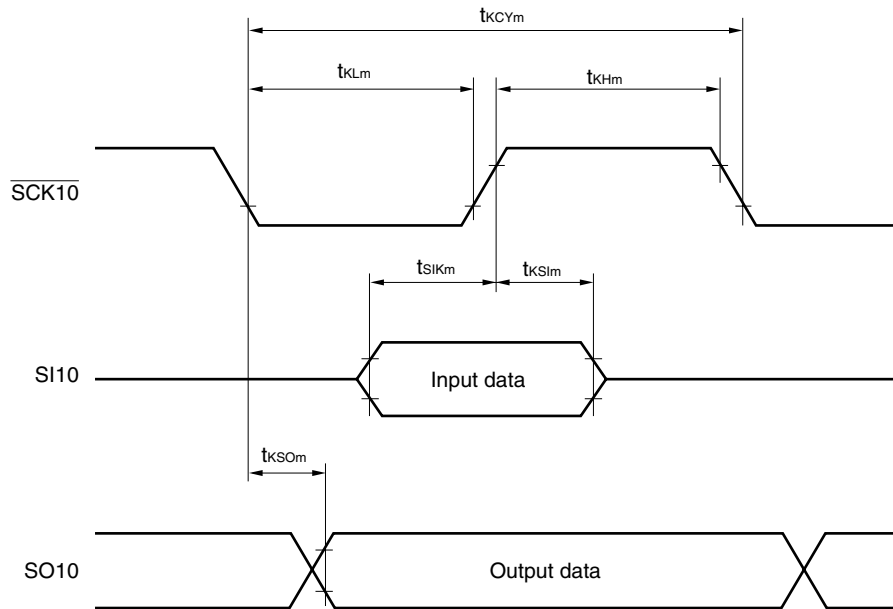 tKCYm
tKLm
tKHm
SCK10
tSIKm
tKSIm
SI10
Input data
tKSOm
SO10
Output data